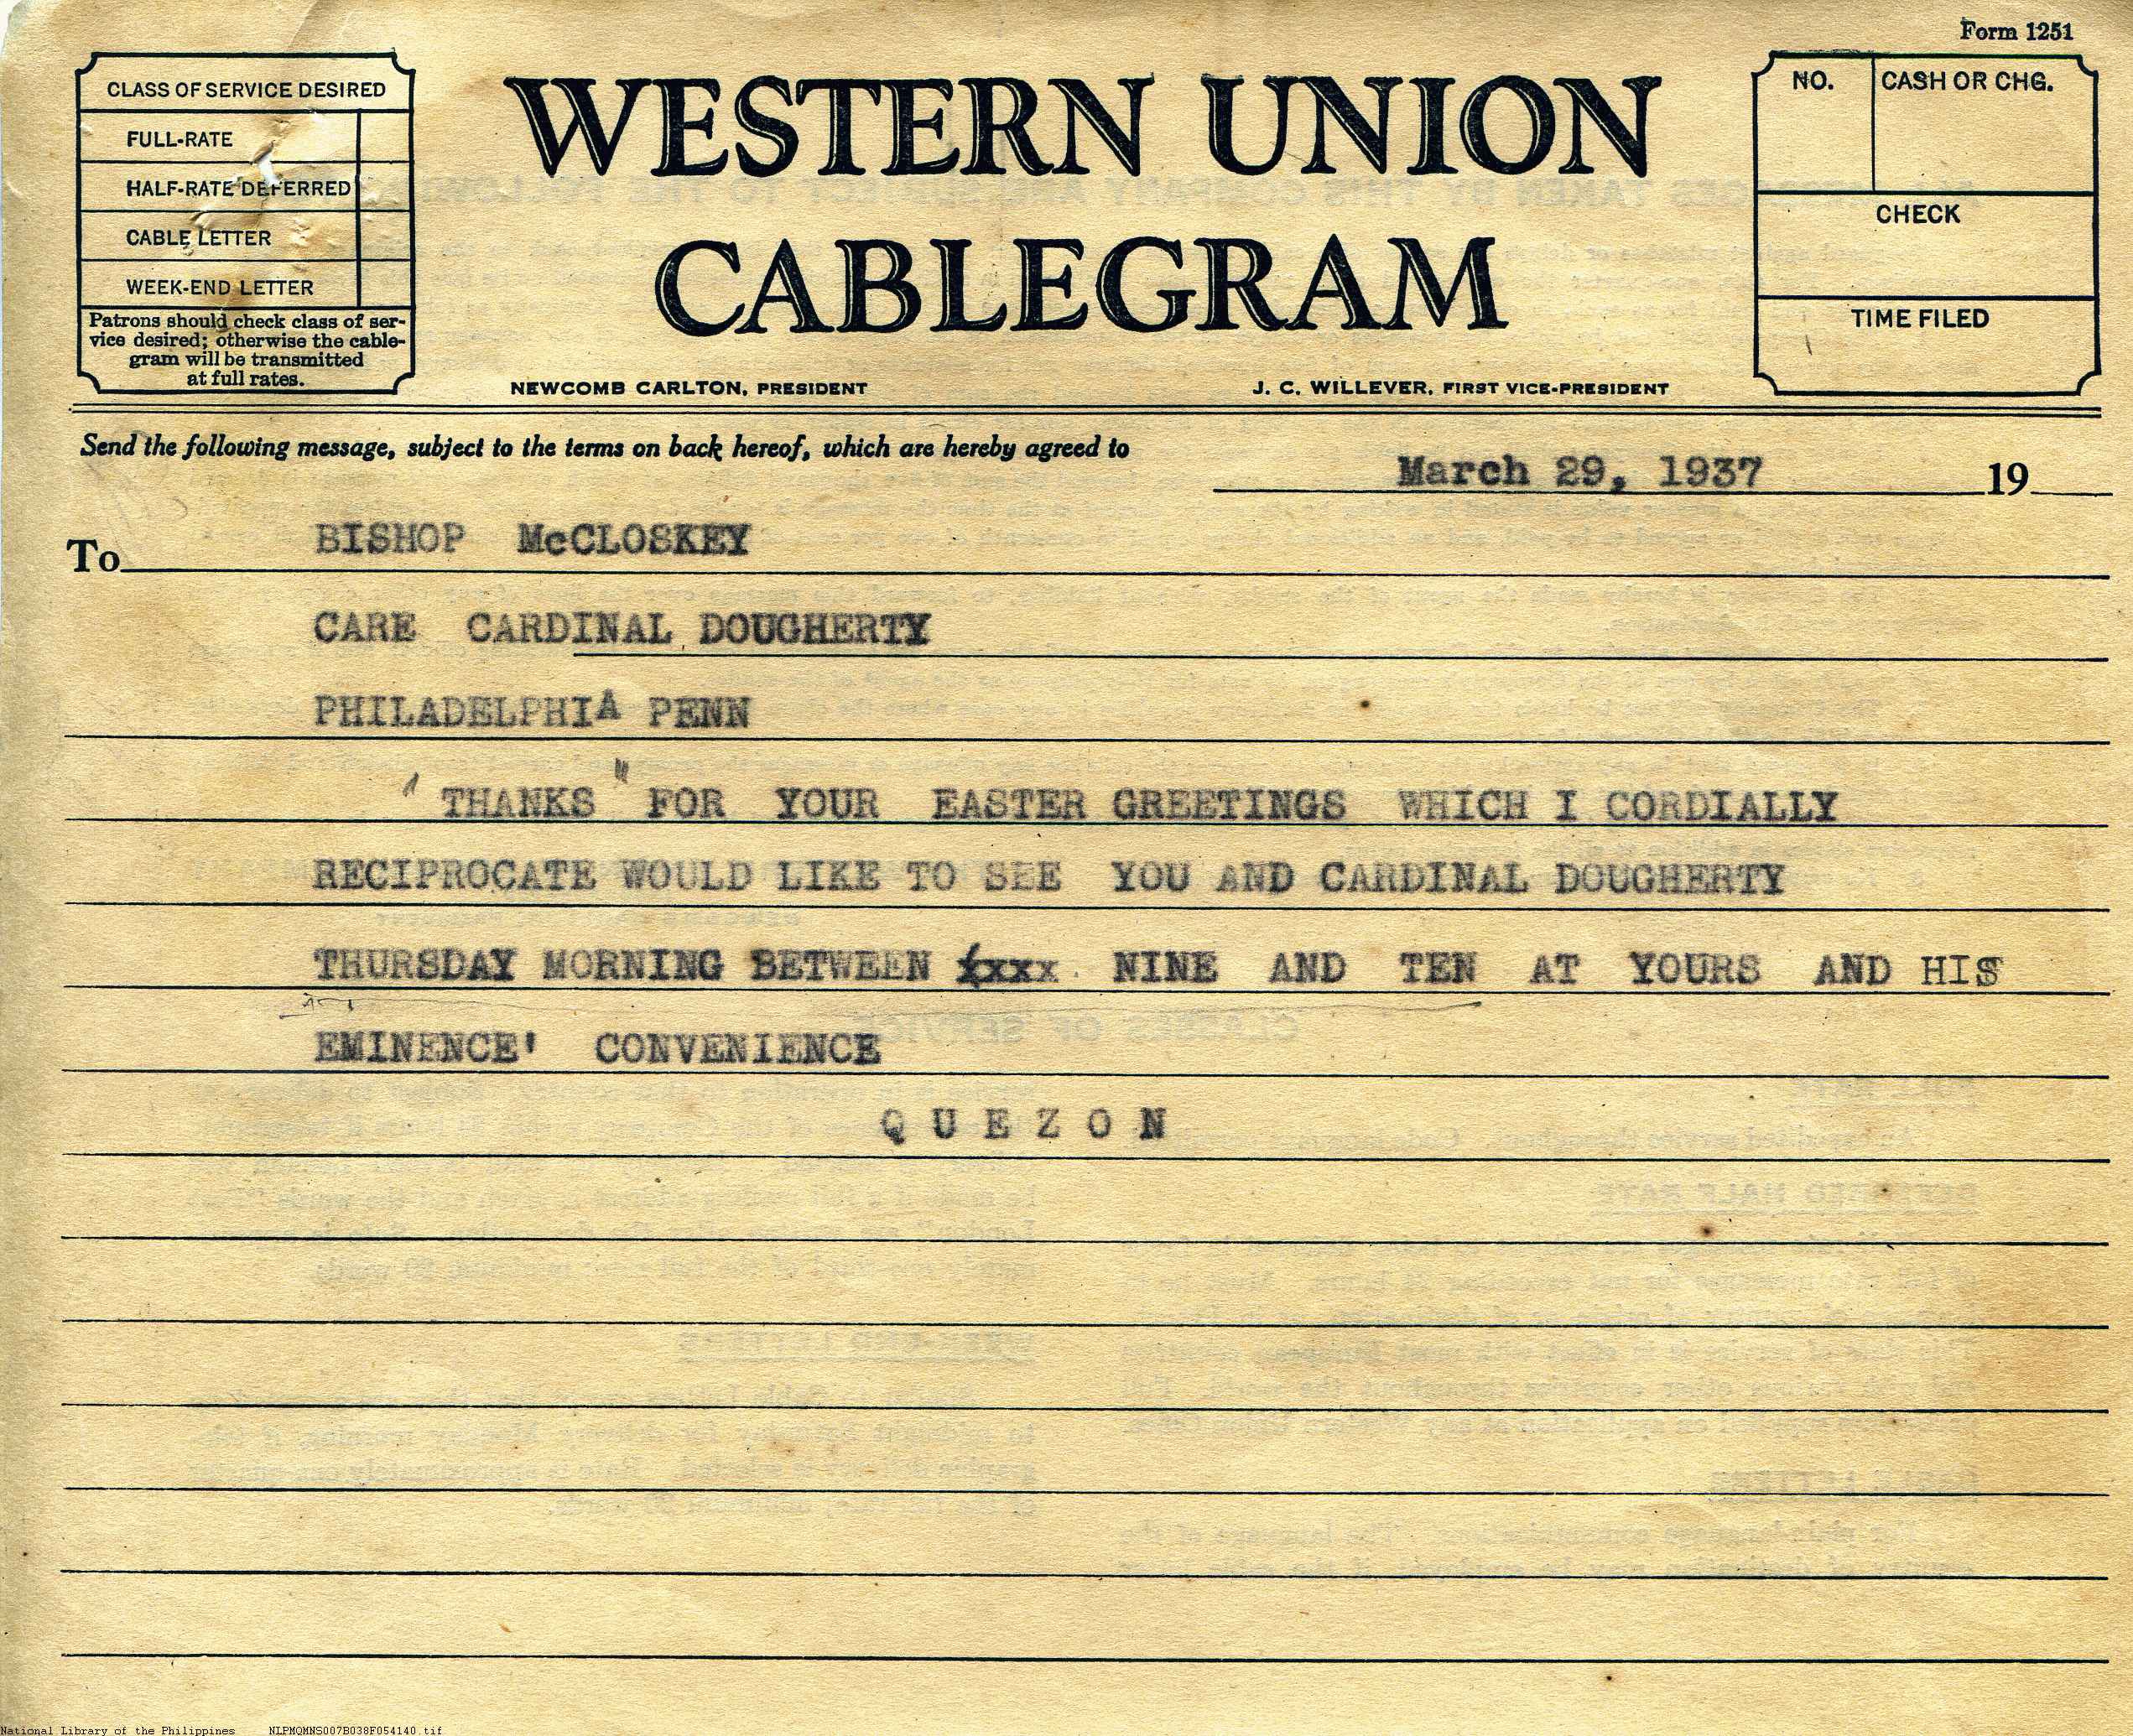 Form 1251
CLASS OF SERVICE DESIRED
FULL-RATE
HALF-RATE DEFERRED
CABLE LETTER
WEEK-END LETTER
Patrons should check class of ser-
vice desired; otherwise the cable-
gram will be transmitted
at full rates.
WESTERN UNION
CABLEGRAM
NEWCOMB CARLTON, PRESIDENT
J. C. WILLEVER, FIRST VICE-PRESIDENT
NO.
CASH OR CHG.
CHECK
TIME FILED
Send the following message, subject to the terms on back hereof, which are hereby agreed to
March 29, 1937 19
To BISHOP McCLOSKEY
CARE CARDINAL DOUGHERTY
PHILADELPHIA PENN
"THANKS" FOR YOUR EASTER GREETINGS WHICH I CORDIALLY
RECIPROCATE WOULD LIKE TO SEE YOU AND CARDINAL DOUGHERTY
THURSDAY MORNING BETWEEN NINE AND TEN AT YOURS AND HIS
EMINENCE' CONVENIENCE
Q U E Z O N
National Library of the Philippines NLPMQMNS007B038F054140.tif